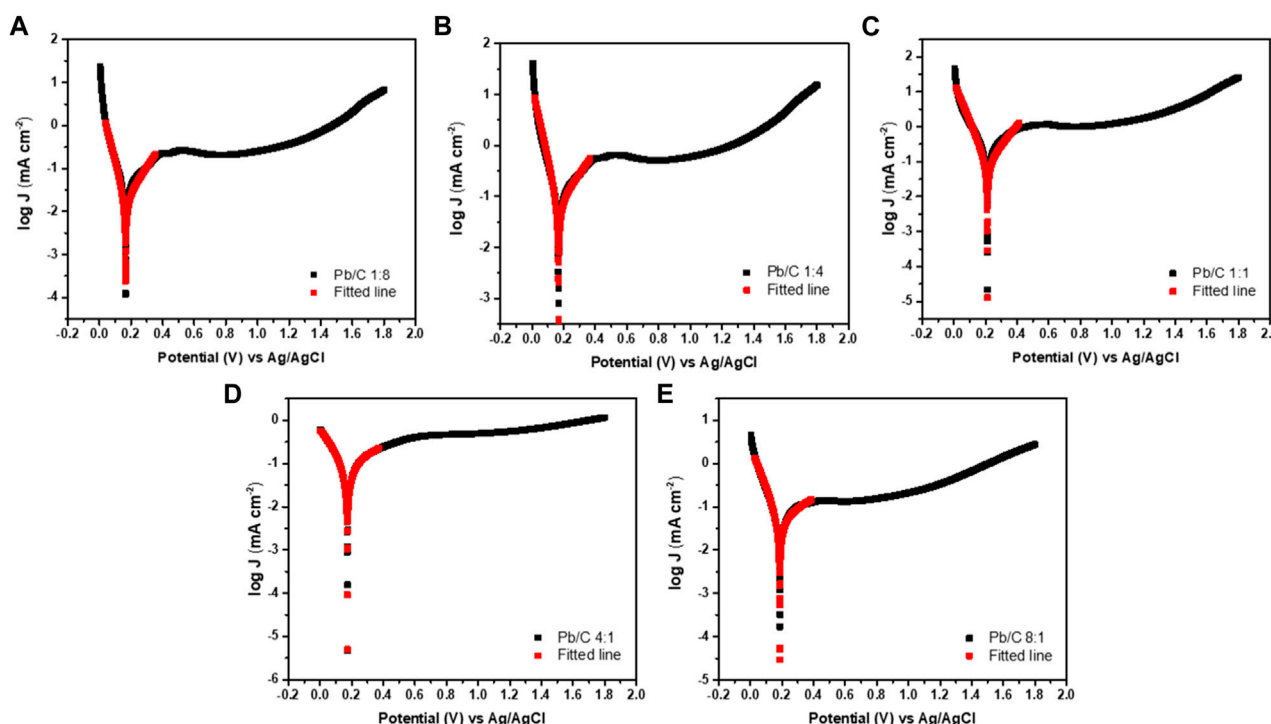 A
log J (mA cm⁻²)
2
1
0
-1
-2
-3
-4
Pb/C 1:8
Fitted line
-0.2 0.0 0.2 0.4 0.6 0.8 1.0 1.2 1.4 1.6 1.8 2.0
Potential (V) vs Ag/AgCl
B
log J (mA cm⁻²)
2
1
0
-1
-2
-3
Pb/C 1:4
Fitted line
-0.2 0.0 0.2 0.4 0.6 0.8 1.0 1.2 1.4 1.6 1.8 2.0
Potential (V) vs Ag/AgCl
C
log J (mA cm⁻²)
2
1
0
-1
-2
-3
-4
-5
Pb/C 1:1
Fitted line
-0.2 0.0 0.2 0.4 0.6 0.8 1.0 1.2 1.4 1.6 1.8 2.0
Potential (V) vs Ag/AgCl
D
log J (mA cm⁻²)
0
-1
-2
-3
-4
-5
-6
Pb/C 4:1
Fitted line
-0.2 0.0 0.2 0.4 0.6 0.8 1.0 1.2 1.4 1.6 1.8 2.0
Potential (V) vs Ag/AgCl
E
log J (mA cm⁻²)
1
0
-1
-2
-3
-4
-5
Pb/C 8:1
Fitted line
-0.2 0.0 0.2 0.4 0.6 0.8 1.0 1.2 1.4 1.6 1.8 2.0
Potential (V) vs Ag/AgCl